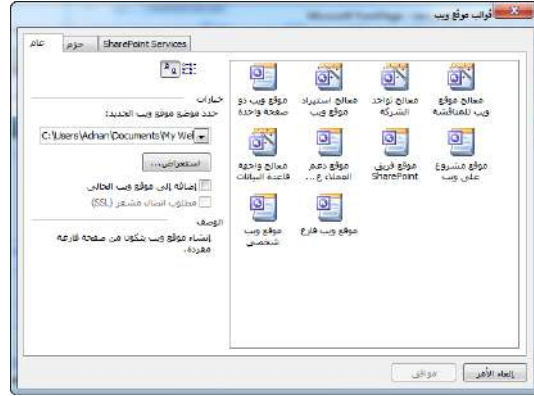 قوالب موقع ويب
عام
حزم
SharePoint Services
معالج موقع ويب للمناقشة
معالج تواجد الشركة
معالج استيراد موقع ويب
موقع ويب ذو صفحة واحدة
موقع مشروع على ويب
موقع فريق SharePoint
موقع دعم العملاء ع...
معالج واجهة قاعدة البيانات
موقع ويب فارغ
موقع ويب شخصي
خيارات
حدد موضع موقع ويب الجديد:
C:\Users\Adnan\Documents\My Wel
استعراض...
إضافة إلى موقع ويب الحالي
مطلوب اتصال مشفر (SSL)
الوصف
إنشاء موقع ويب يتكون من صفحة فارغة
مفردة.
موافق
إلغاء الأمر